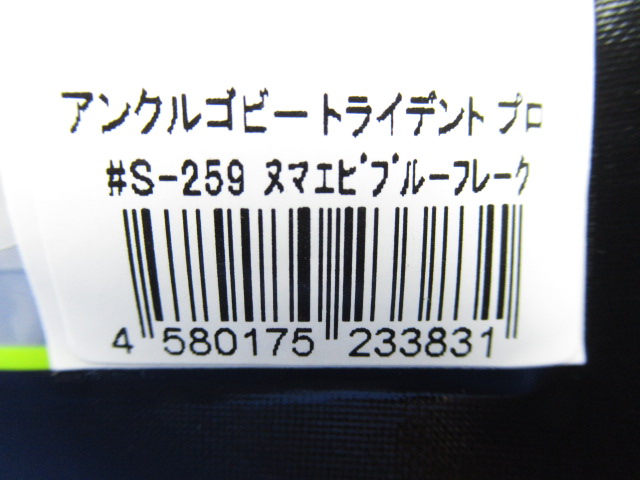 アンクルゴビー トライデント プロ
#S-259 ﾇﾏｴﾋﾞﾌﾞﾙｰﾌﾚｰｸ
4 580175 233831